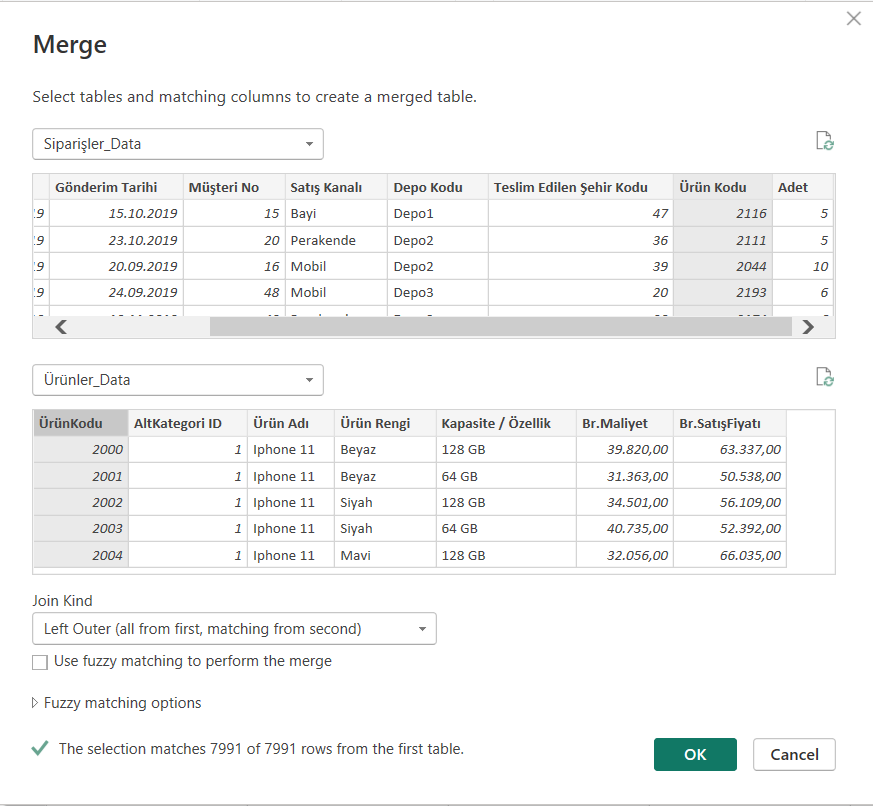 Merge
Select tables and matching columns to create a merged table.
Siparişler_Data
Gönderim Tarihi Müşteri No Satış Kanalı Depo Kodu Teslim Edilen Şehir Kodu Ürün Kodu Adet
15.10.2019 15 Bayi Depo1 47 2116 5
23.10.2019 20 Perakende Depo2 36 2111 5
20.09.2019 16 Mobil Depo2 39 2044 10
24.09.2019 48 Mobil Depo3 20 2193 6
Ürünler_Data
ÜrünKodu AltKategori ID Ürün Adı Ürün Rengi Kapasite / Özellik Br.Maliyet Br.SatışFiyatı
2000 1 Iphone 11 Beyaz 128 GB 39.820,00 63.337,00
2001 1 Iphone 11 Beyaz 64 GB 31.363,00 50.538,00
2002 1 Iphone 11 Siyah 128 GB 34.501,00 56.109,00
2003 1 Iphone 11 Siyah 64 GB 40.735,00 52.392,00
2004 1 Iphone 11 Mavi 128 GB 32.056,00 66.035,00
Join Kind
Left Outer (all from first, matching from second)
Use fuzzy matching to perform the merge
Fuzzy matching options
The selection matches 7991 of 7991 rows from the first table.
OK Cancel